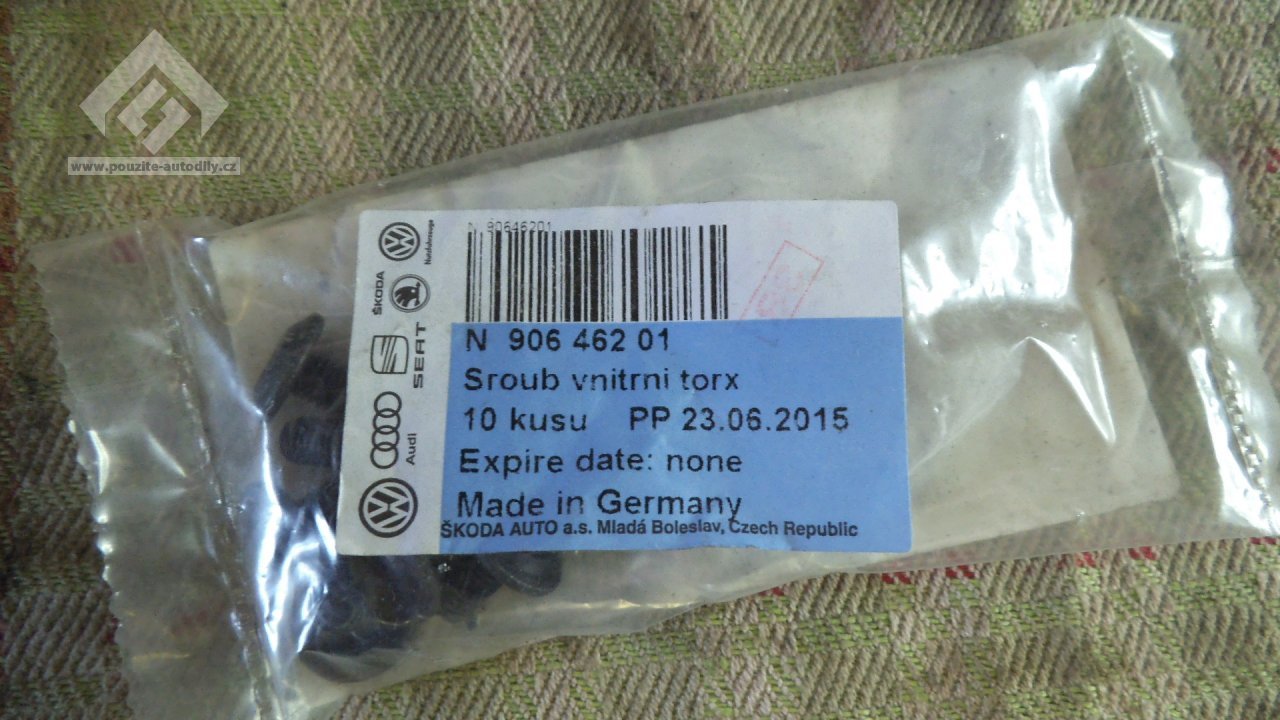 www.pouzite-autodily.cz
N 90646201
Nutzfahrzeuge
ŠKODA
SEAT
Audi
N 906 462 01
Sroub vnitrni torx
10 kusu PP 23.06.2015
Expire date: none
Made in Germany
ŠKODA AUTO a.s. Mladá Boleslav, Czech Republic